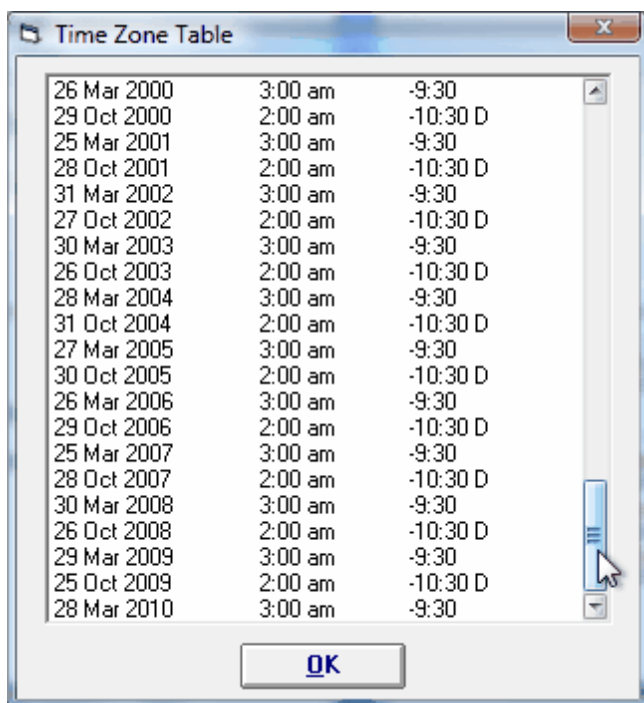 Time Zone Table
26 Mar 2000 3:00 am -9:30
29 Oct 2000 2:00 am -10:30 D
25 Mar 2001 3:00 am -9:30
28 Oct 2001 2:00 am -10:30 D
31 Mar 2002 3:00 am -9:30
27 Oct 2002 2:00 am -10:30 D
30 Mar 2003 3:00 am -9:30
26 Oct 2003 2:00 am -10:30 D
28 Mar 2004 3:00 am -9:30
31 Oct 2004 2:00 am -10:30 D
27 Mar 2005 3:00 am -9:30
30 Oct 2005 2:00 am -10:30 D
26 Mar 2006 3:00 am -9:30
29 Oct 2006 2:00 am -10:30 D
25 Mar 2007 3:00 am -9:30
28 Oct 2007 2:00 am -10:30 D
30 Mar 2008 3:00 am -9:30
26 Oct 2008 2:00 am -10:30 D
29 Mar 2009 3:00 am -9:30
25 Oct 2009 2:00 am -10:30 D
28 Mar 2010 3:00 am -9:30
OK